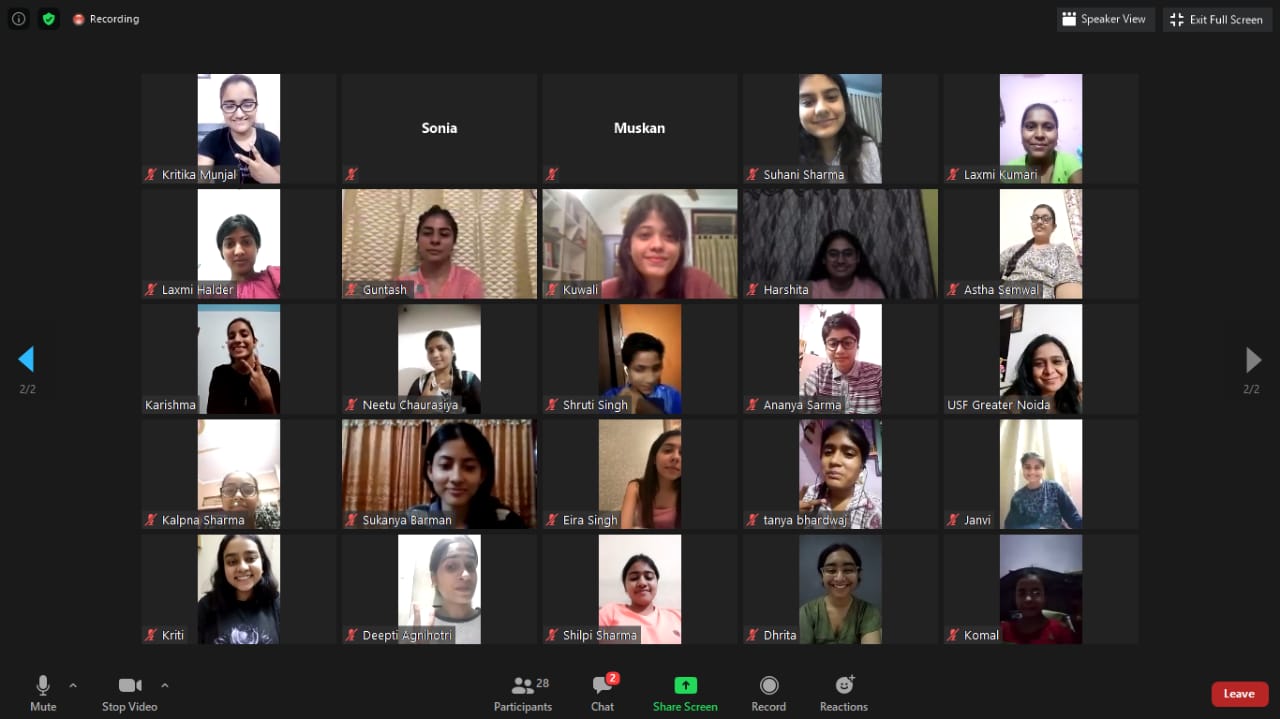 Recording
Speaker View
Exit Full Screen
Kritika Munjal
Sonia
Muskan
Suhani Sharma
Laxmi Kumari
Laxmi Halder
Guntash
Kuwali
Harshita
Astha Semwal
Karishma
Neetu Chaurasiya
Shruti Singh
Ananya Sarma
USF Greater Noida
2/2
2/2
Kalpna Sharma
Sukanya Barman
Eira Singh
tanya bhardwaj
Janvi
Kriti
Deepti Agnihotri
Shilpi Sharma
Dhrita
Komal
Mute
Stop Video
28
Participants
2
Chat
Share Screen
Record
Reactions
Leave